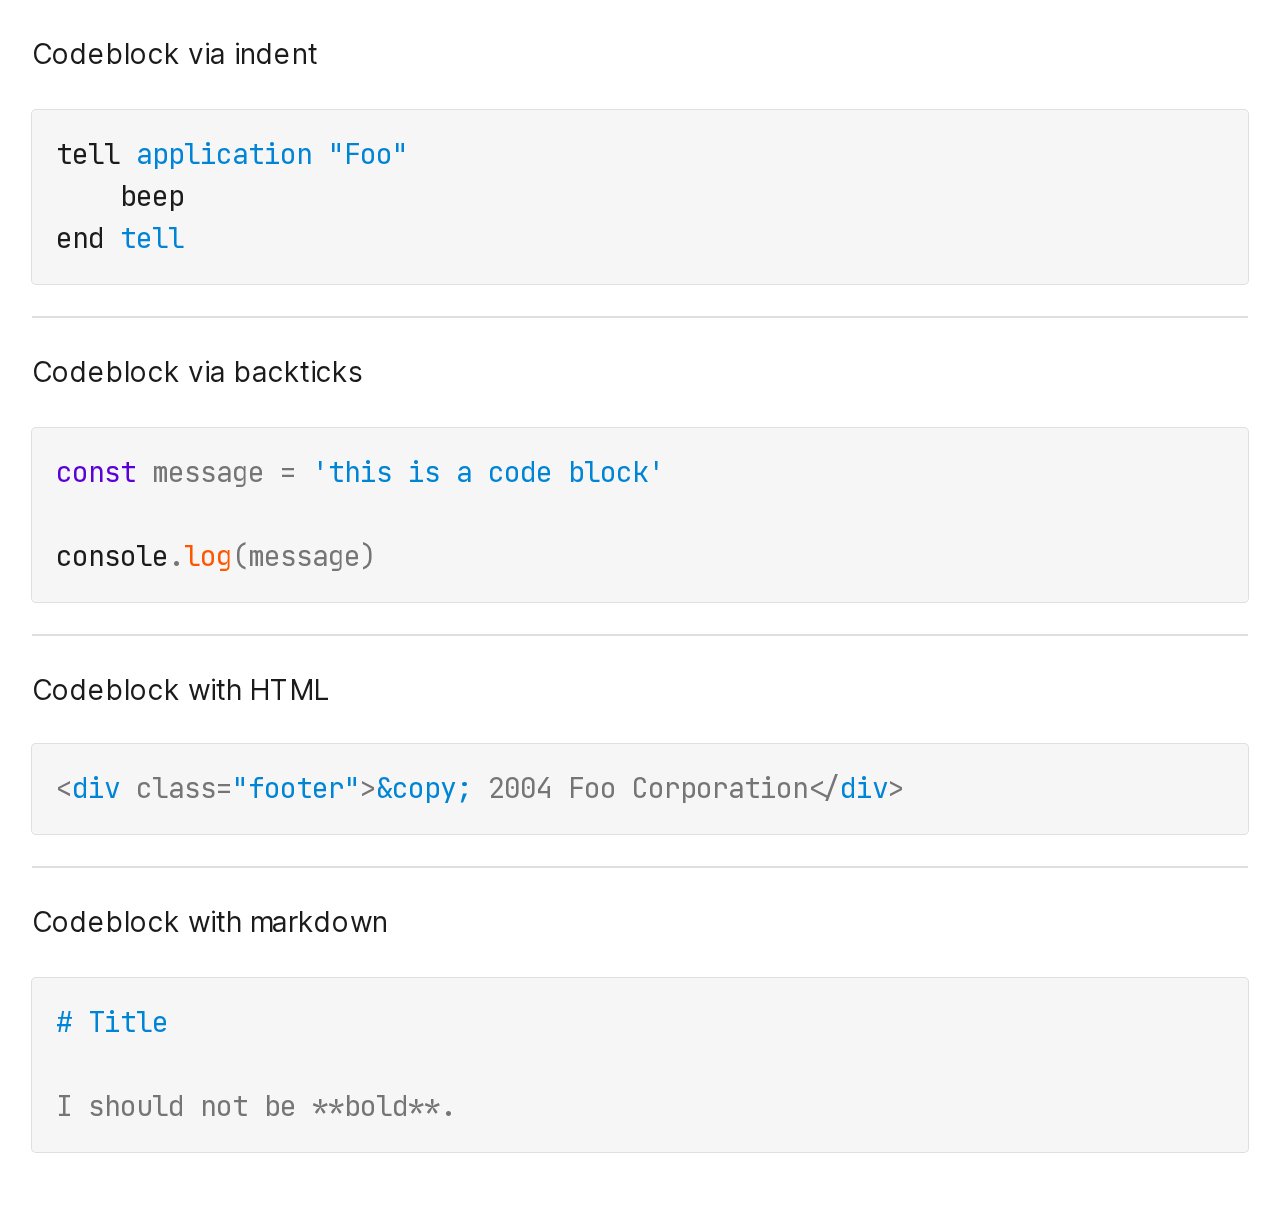 Codeblock via indent
tell application "Foo"
    beep
end tell
Codeblock via backticks
const message = 'this is a code block'
console.log(message)
Codeblock with HTML
<div class="footer">&copy; 2004 Foo Corporation</div>
Codeblock with markdown
# Title
I should not be **bold**.